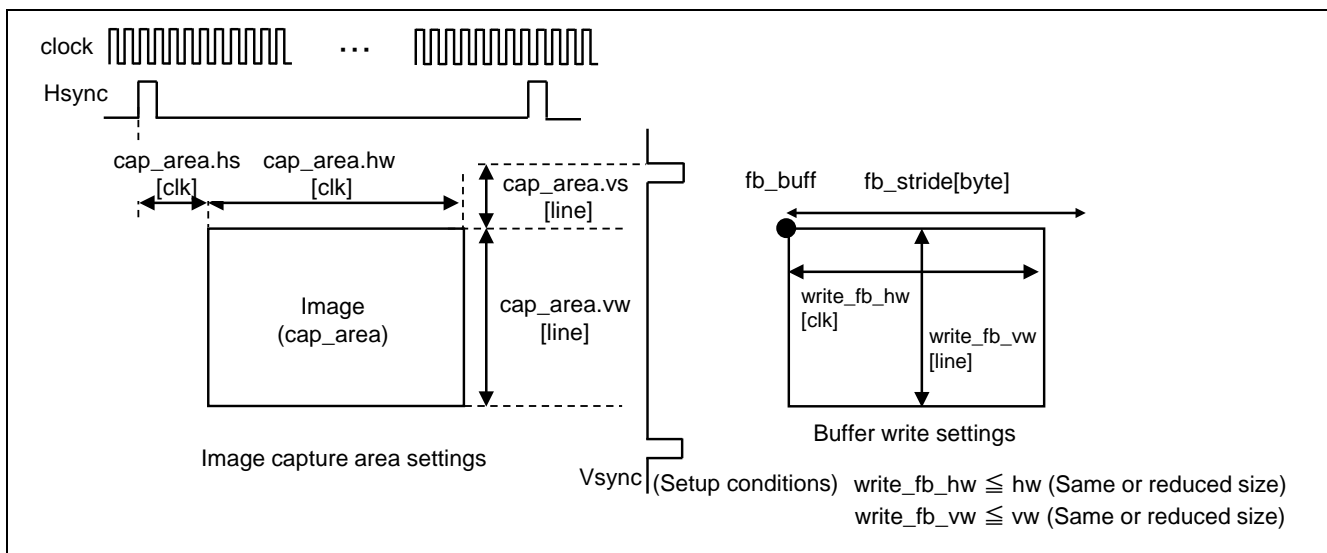 clock
...
Hsync
cap_area.hs
[clk]
cap_area.hw
[clk]
cap_area.vs
[line]
fb_buff
fb_stride[byte]
Image
(cap_area)
cap_area.vw
[line]
write_fb_hw
[clk]
write_fb_vw
[line]
Image capture area settings
Buffer write settings
Vsync
(Setup conditions) write_fb_hw ≦ hw (Same or reduced size)
write_fb_vw ≦ vw (Same or reduced size)